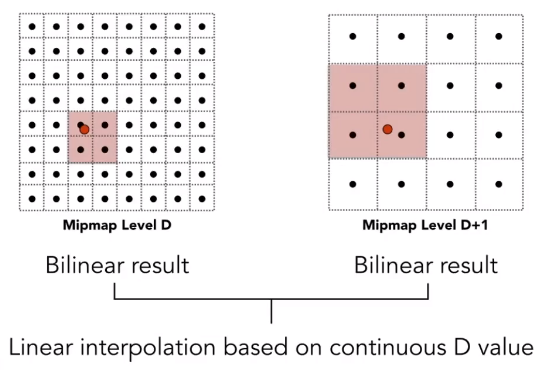 Mipmap Level D
Mipmap Level D+1
Bilinear result
Bilinear result
Linear interpolation based on continuous D value